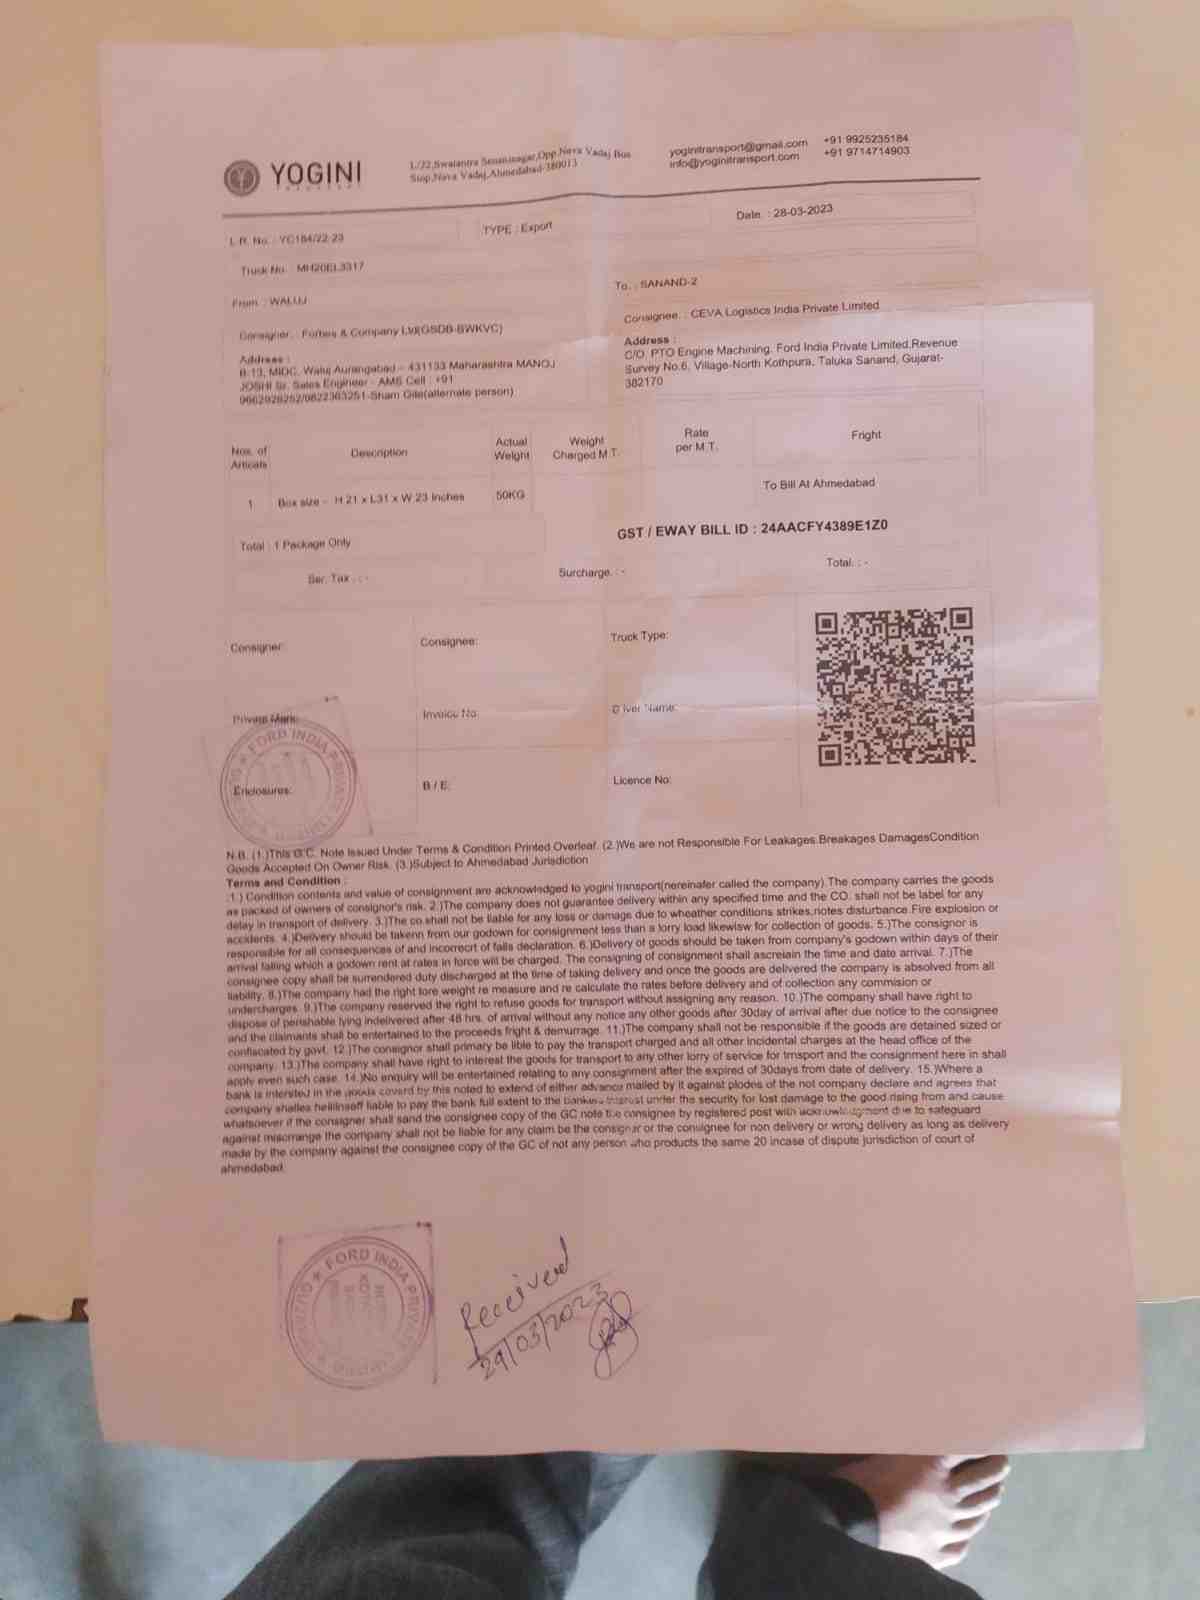 YOGINI
1/22,Swatantra Senaninagar,Opp.Nava Vadaj Bus
Stop,Nava Vadaj,Ahmedabad-380013
yoginitransport@gmail.com
info@yoginitransport.com
+91 9925235184
+91 9714714903
L.R. No. : YC184/22-23
TYPE : Export
Date. : 28-03-2023
Truck No. : MH20EL3317
From. : WALUJ
To. : SANAND-2
Consigner. : Forbes & Company Ltd(GSDB-BWKVC)
Consignee. : CEVA Logistics India Private Limited
Address :
B-13, MIDC, Waluj Aurangabad – 431133 Maharashtra MANOJ
JOSHI Sr. Sales Engineer - AMS Cell : +91
Sham Gite(alternate person)
Address :
C/O. PTO Engine Machining, Ford India Private Limited,Revenue
Survey No.6, Village-North Kothpura, Taluka Sanand, Gujarat-
382170
Nos. of
Articals
Description
Actual
Weight
Weight
Charged M.T.
Rate
per M.T.
Fright
1
Box size - H 21 x L31 x W 23 Inches
50KG
To Bill At Ahmedabad
Total : 1 Package Only
GST / EWAY BILL ID : 24AACFY4389E1Z0
Ser. Tax . : -
Surcharge. : -
Total. : -
Consigner:
Consignee:
Truck Type:
Private Mark:
Invoice No:
Driver Name:
Enclosures:
B / E:
Licence No:
FORD INDIA PRIVATE LIMITED
N.B. (1.)This G.C. Note Issued Under Terms & Condition Printed Overleaf. (2.)We are not Responsible For Leakages.Breakages DamagesCondition
Goods Accepted On Owner Risk. (3.)Subject to Ahmedabad Jurisdiction
Terms and Condition :
1.) Condition contents and value of consignment are acknowledged to yogini transport(nereinafer called the company).The company carries the goods
as packed of owners of consignor's risk. 2.)The company does not guarantee delivery within any specified time and the CO. shall not be label for any
delay in transport of delivery. 3.)The co.shall not be liable for any loss or damage due to wheather conditions strikes,notes disturbance.Fire explosion or
accidents. 4.)Delivery should be takenn from our godown for consignment less than a lorry load likewisw for collection of goods. 5.)The consignor is
responsible for all consequences of and incorrecrt of falls declaration. 6.)Delivery of goods should be taken from company's godown within days of their
arrival falling which a godown rent at rates in force will be charged. The consigning of consignment shall ascreiain the time and date arrival. 7.)The
consignee copy shall be surrendered duty discharged at the time of taking delivery and once the goods are delivered the company is absolved from all
liability. 8.)The company had the right tore weight re measure and re calculate the rates before delivery and of collection any commision or
undercharges. 9.)The company reserved the right to refuse goods for transport without assigning any reason. 10.)The company shall have right to
dispose of perishable lying indelivered after 48 hrs. of arrival without any notice any other goods after 30day of arrival after due notice to the consignee
and the claimants shall be entertained to the proceeds fright & demurrage. 11.)The company shall not be responsible if the goods are detained sized or
confiscated by govt. 12.)The consignor shall primary be lible to pay the transport charged and all other incidental charges at the head office of the
company. 13.)The company shall have right to interest the goods for transport to any other lorry of service for trnsport and the consignment here in shall
apply even such case. 14.)No enquiry will be entertained relating to any consignment after the expired of 30days from date of delivery. 15.)Where a
bank is intersted in the goods coverd by this noted to extend of either advance mailed by it against plodes of the not company declare and agrees that
company shalles heilinseff liable to pay the bank full extent to the bankers interest under the security for lost damage to the good rising from and cause
whatsoever if the consigner shall sand the consignee copy of the GC note the consignee by registered post with acknowledgment due to safeguard
against misorrange the company shall not be liable for any claim be the consignar or the consignee for non delivery or wrong delivery as long as delivery
made by the company against the consignee copy of the GC of not any person who products the same 20 incase of dispute jurisdiction of court of
ahmedabad.
FORD INDIA PRIVATE LIMITED
Received
29/03/2023